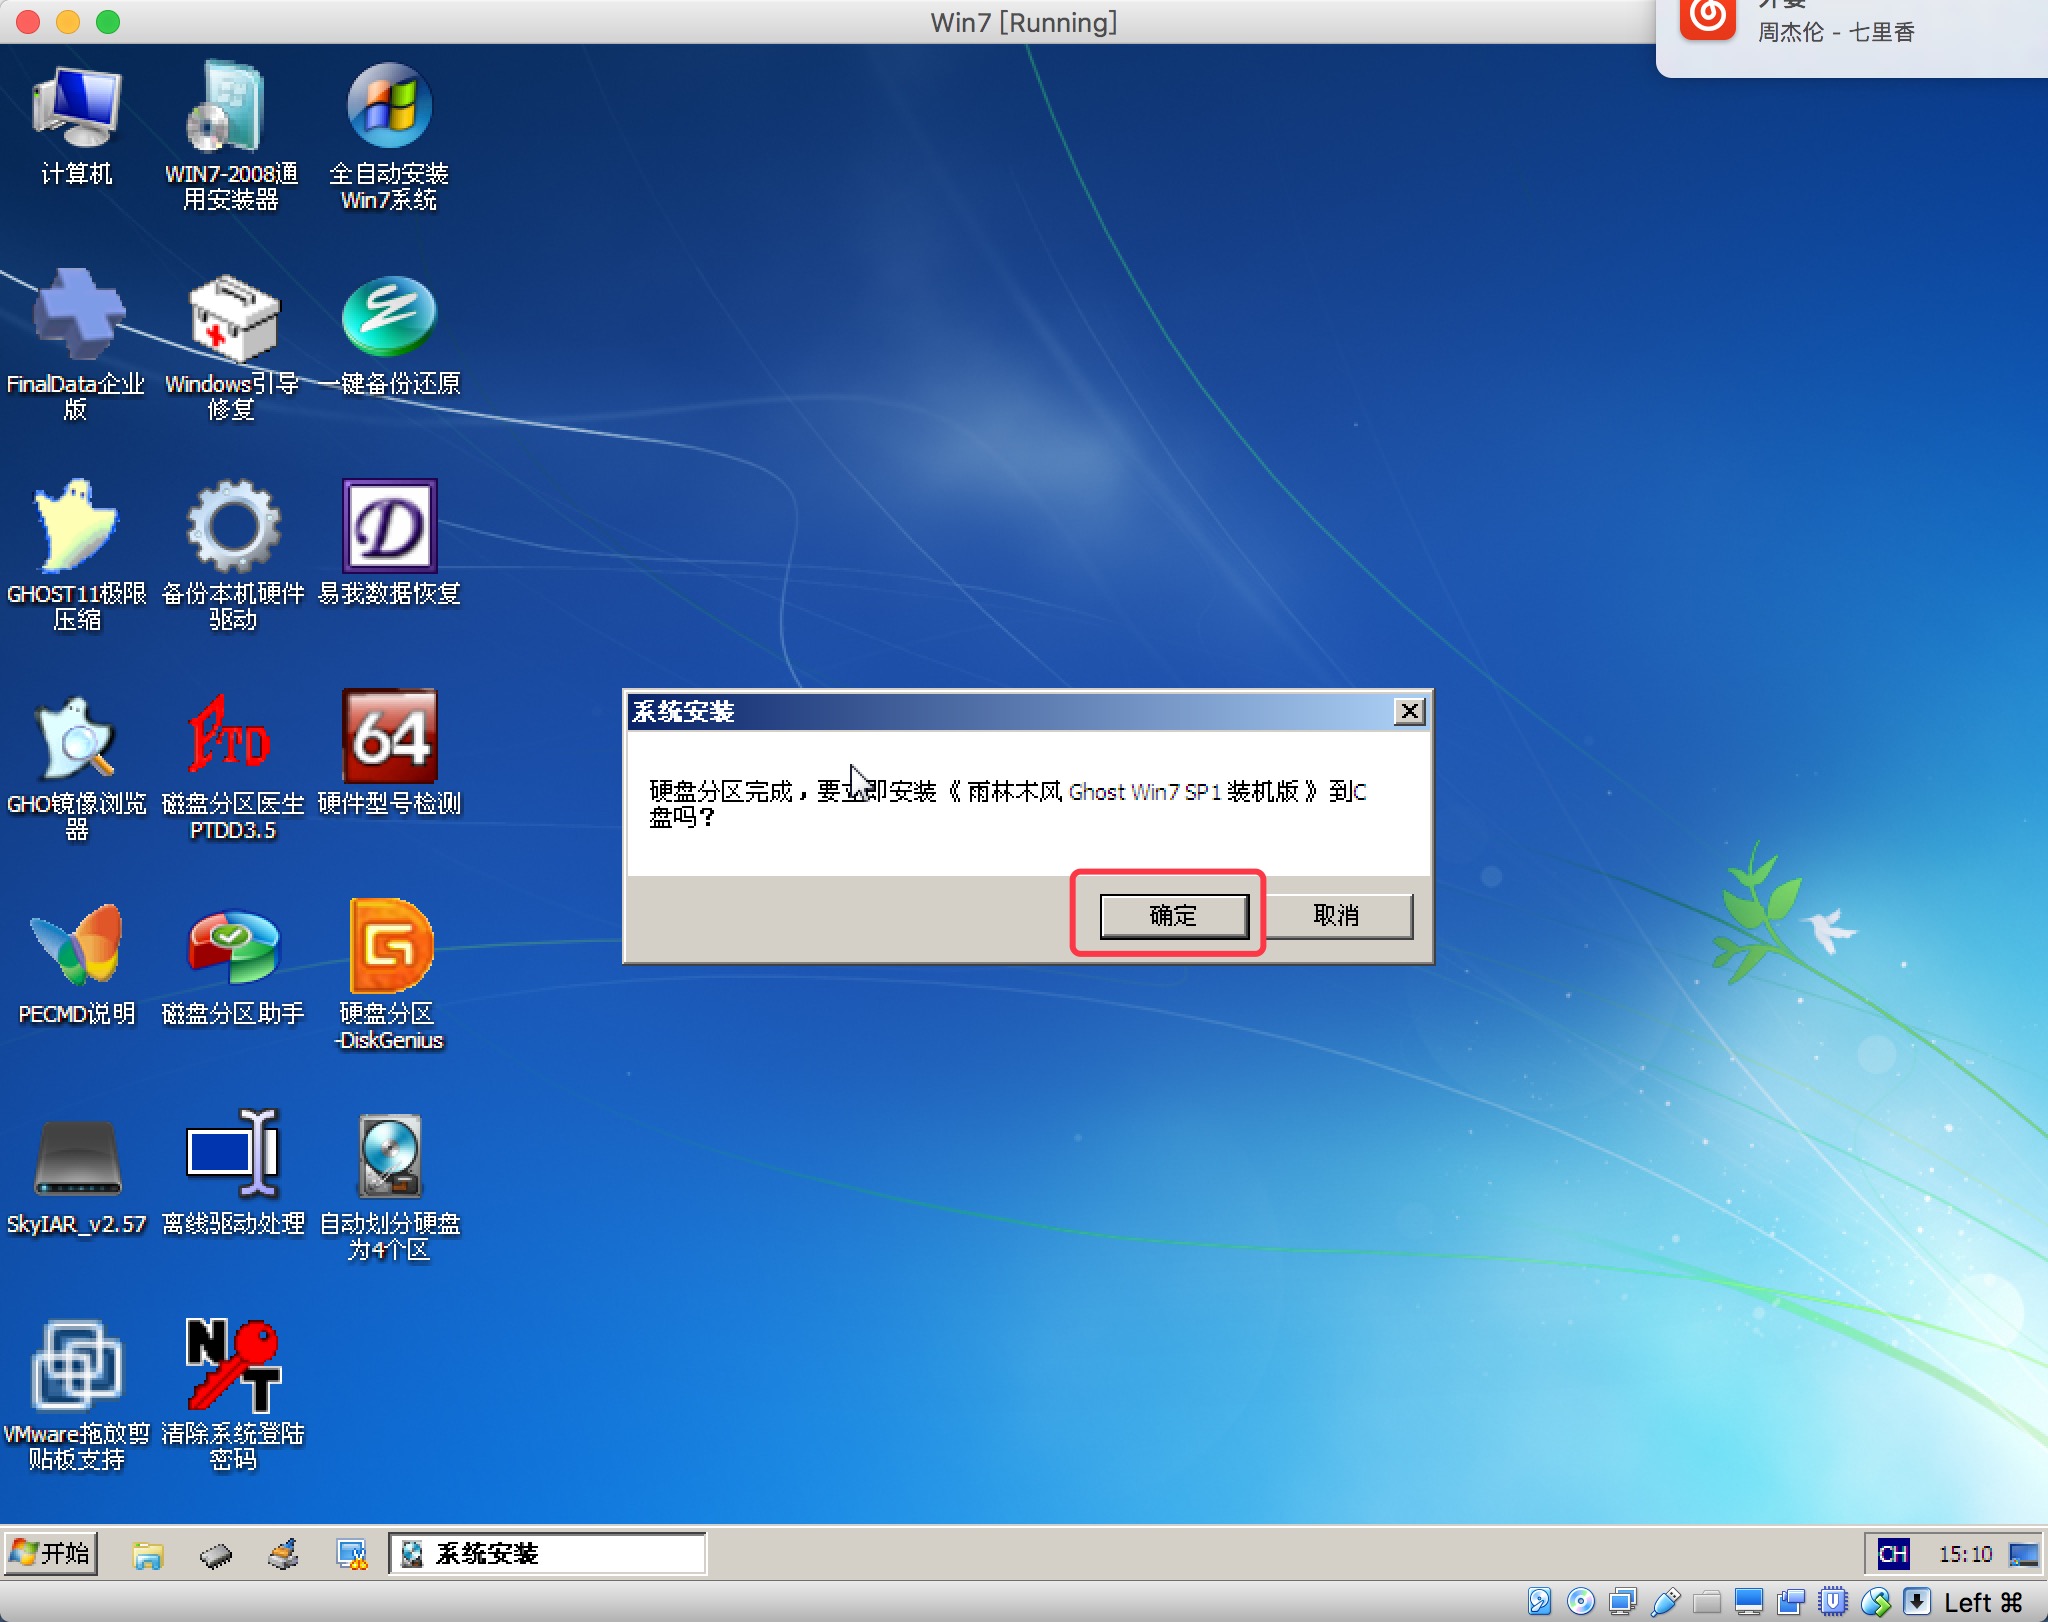 Win7 [Running]
周杰伦 - 七里香
计算机
WIN7-2008通
用安装器
全自动安装
Win7系统
FinalData企业
版
Windows引导
修复
一键备份还原
GHOST11极限
压缩
备份本机硬件
驱动
易我数据恢复
GHO镜像浏览
器
磁盘分区医生
PTDD3.5
硬件型号检测
PECMD说明
磁盘分区助手
硬盘分区
-DiskGenius
SkyIAR_v2.57
离线驱动处理
自动划分硬盘
为4个区
VMware拖放剪
贴板支持
清除系统登陆
密码
PTD
64
D
N
T
系统安装
硬盘分区完成，要立即安装《雨林木风 Ghost Win7 SP1 装机版》到C
盘吗？
确定
取消
开始
系统安装
CH
15:10
Left ⌘